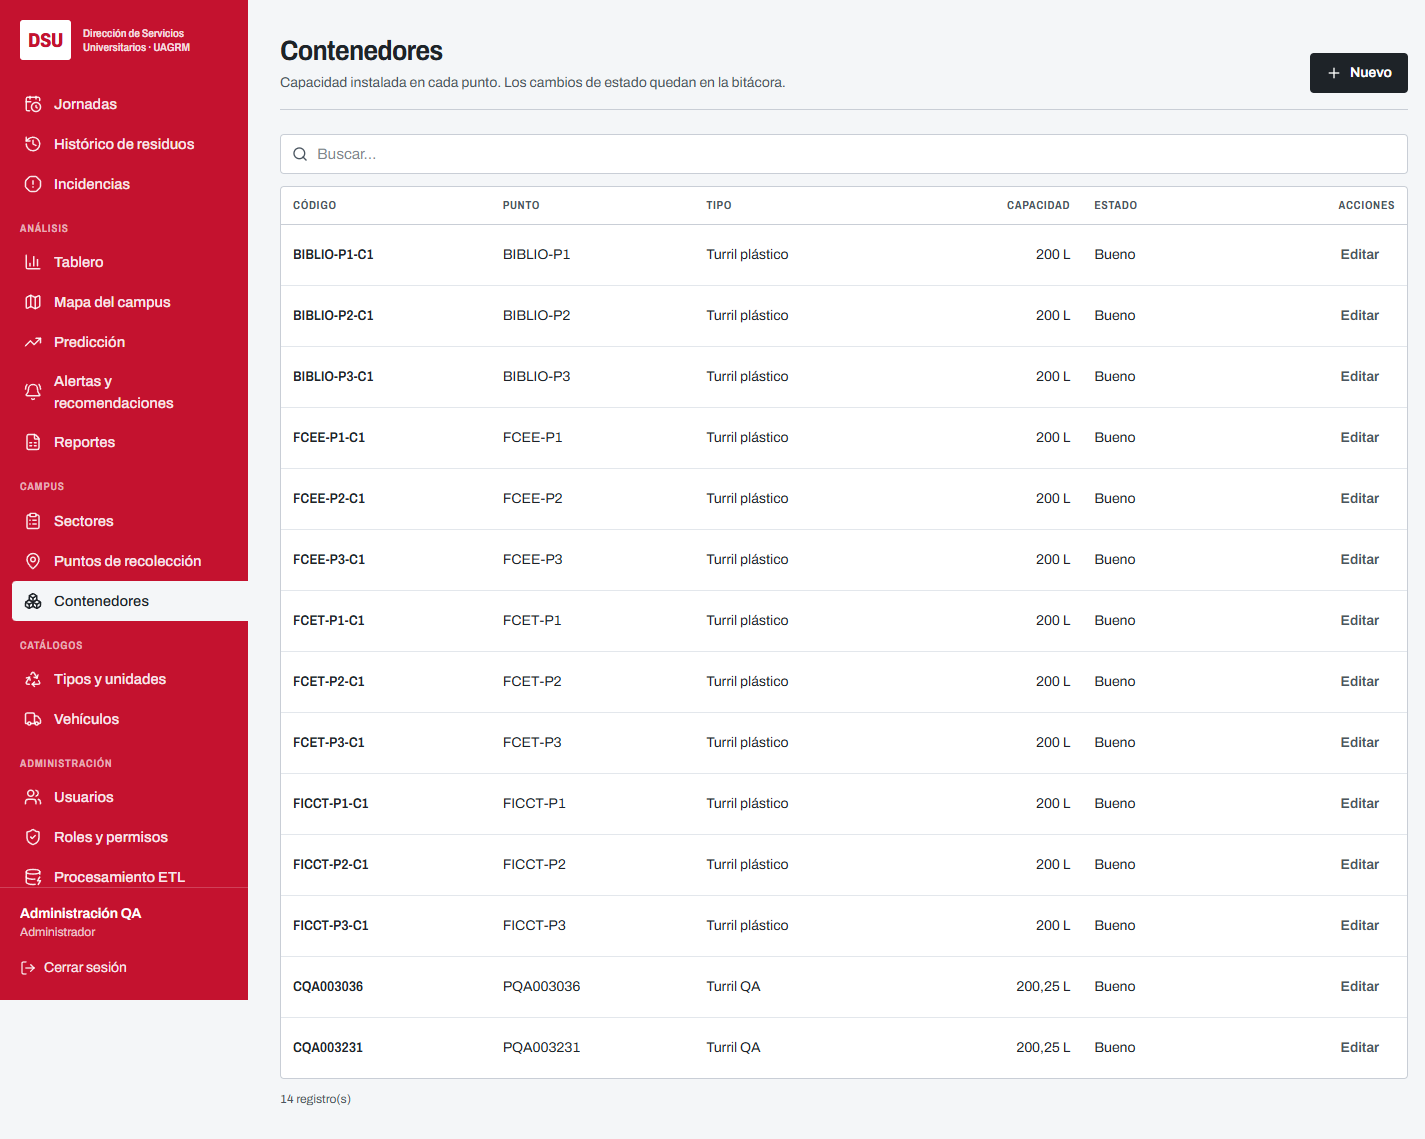 DSU
Dirección de Servicios
Universitarios · UAGRM
Jornadas
Histórico de residuos
Incidencias
ANÁLISIS
Tablero
Mapa del campus
Predicción
Alertas y
recomendaciones
Reportes
CAMPUS
Sectores
Puntos de recolección
Contenedores
CATÁLOGOS
Tipos y unidades
Vehículos
ADMINISTRACIÓN
Usuarios
Roles y permisos
Procesamiento ETL
Administración QA
Administrador
Cerrar sesión
Contenedores
Capacidad instalada en cada punto. Los cambios de estado quedan en la bitácora.
Nuevo
Buscar...
CÓDIGO PUNTO TIPO CAPACIDAD ESTADO ACCIONES
BIBLIO-P1-C1 BIBLIO-P1 Turril plástico 200 L Bueno Editar
BIBLIO-P2-C1 BIBLIO-P2 Turril plástico 200 L Bueno Editar
BIBLIO-P3-C1 BIBLIO-P3 Turril plástico 200 L Bueno Editar
FCEE-P1-C1 FCEE-P1 Turril plástico 200 L Bueno Editar
FCEE-P2-C1 FCEE-P2 Turril plástico 200 L Bueno Editar
FCEE-P3-C1 FCEE-P3 Turril plástico 200 L Bueno Editar
FCET-P1-C1 FCET-P1 Turril plástico 200 L Bueno Editar
FCET-P2-C1 FCET-P2 Turril plástico 200 L Bueno Editar
FCET-P3-C1 FCET-P3 Turril plástico 200 L Bueno Editar
FICCT-P1-C1 FICCT-P1 Turril plástico 200 L Bueno Editar
FICCT-P2-C1 FICCT-P2 Turril plástico 200 L Bueno Editar
FICCT-P3-C1 FICCT-P3 Turril plástico 200 L Bueno Editar
CQA003036 PQA003036 Turril QA 200,25 L Bueno Editar
CQA003231 PQA003231 Turril QA 200,25 L Bueno Editar
14 registro(s)